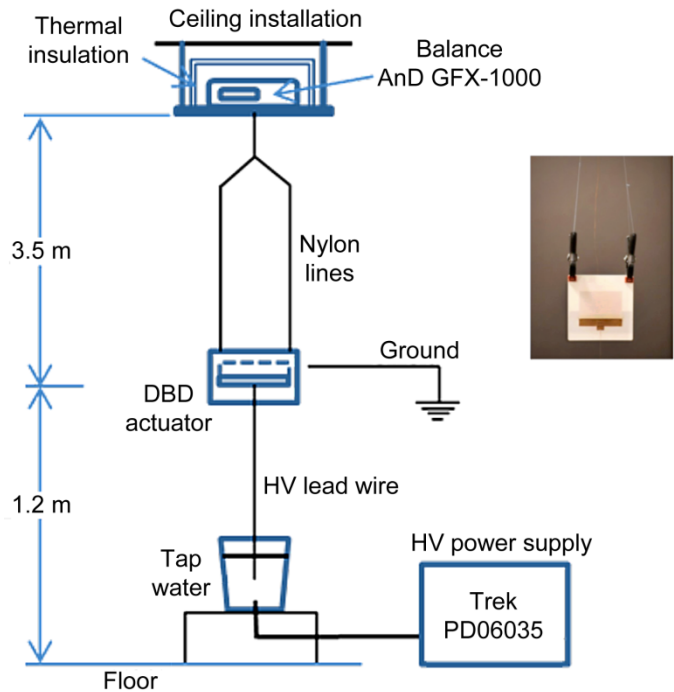 Ceiling installation
Thermal
insulation
Balance
AnD GFX-1000
3.5 m
Nylon
lines
Ground
DBD
actuator
1.2 m
HV lead wire
HV power supply
Tap
water
Trek
PD06035
Floor